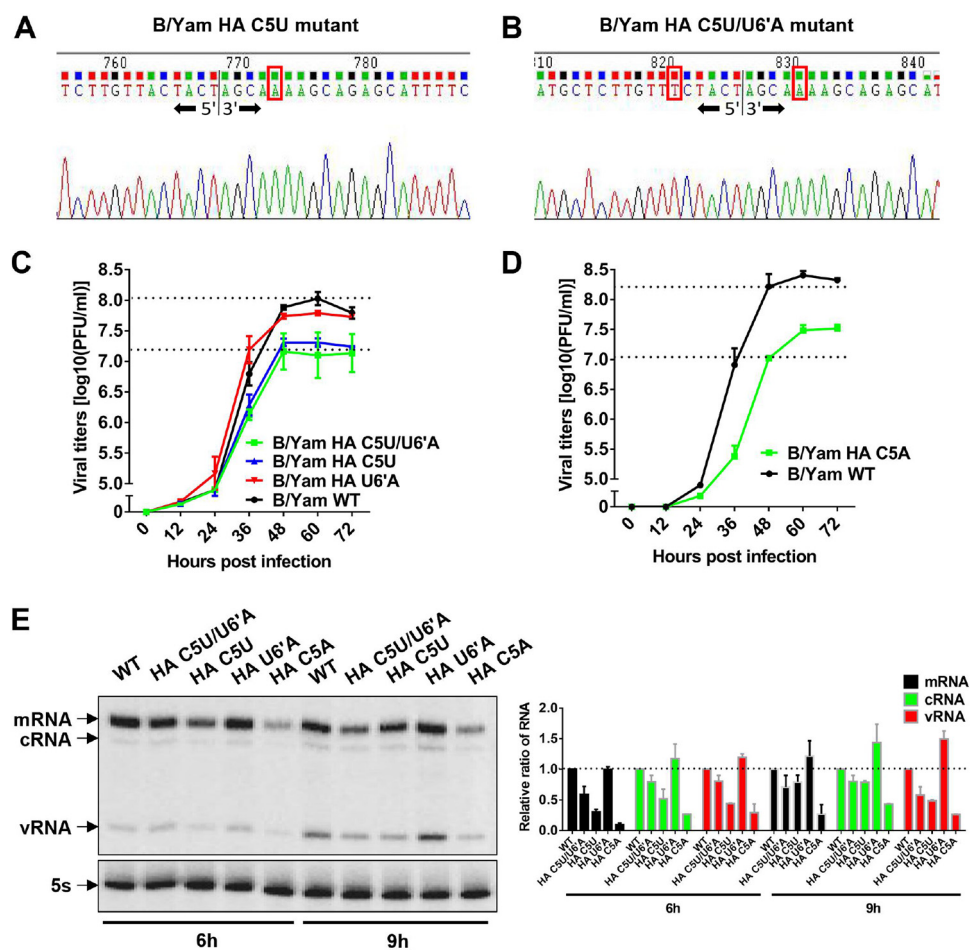 A
B/Yam HA C5U mutant
760 770 780
TCTTGTTACTACTAGCAAAAGCAGAGCATTTTC
5' 3'
B
B/Yam HA C5U/U6'A mutant
310 820 830 840
ATGCTCTTGTTTCTACTAGCAAAAGCAGAGCAT
5' 3'
C
8.5
8.0
7.5
7.0
6.5
6.0
5.5
5.0
0
Viral titers [log10(PFU/ml)]
B/Yam HA C5U/U6'A
B/Yam HA C5U
B/Yam HA U6'A
B/Yam WT
0 12 24 36 48 60 72
Hours post infection
D
8.5
8.0
7.5
7.0
6.5
6.0
5.5
5.0
0
Viral titers [log10(PFU/ml)]
B/Yam HA C5A
B/Yam WT
0 12 24 36 48 60 72
Hours post infection
E
WT HA C5U/U6'A HA C5U HA U6'A HA C5A WT HA C5U/U6'A HA C5U HA U6'A HA C5A
mRNA
cRNA
vRNA
5s
6h 9h
mRNA
cRNA
vRNA
2.0
1.5
1.0
0.5
0.0
Relative ratio of RNA
WT HA C5U/U6'A HA C5U HA U6'A HA C5A WT HA C5U/U6'A HA C5U HA U6'A HA C5A WT HA C5U/U6'A HA C5U HA U6'A HA C5A WT HA C5U/U6'A HA C5U HA U6'A HA C5A WT HA C5U/U6'A HA C5U HA U6'A HA C5A WT HA C5U/U6'A HA C5U HA U6'A HA C5A
6h 9h